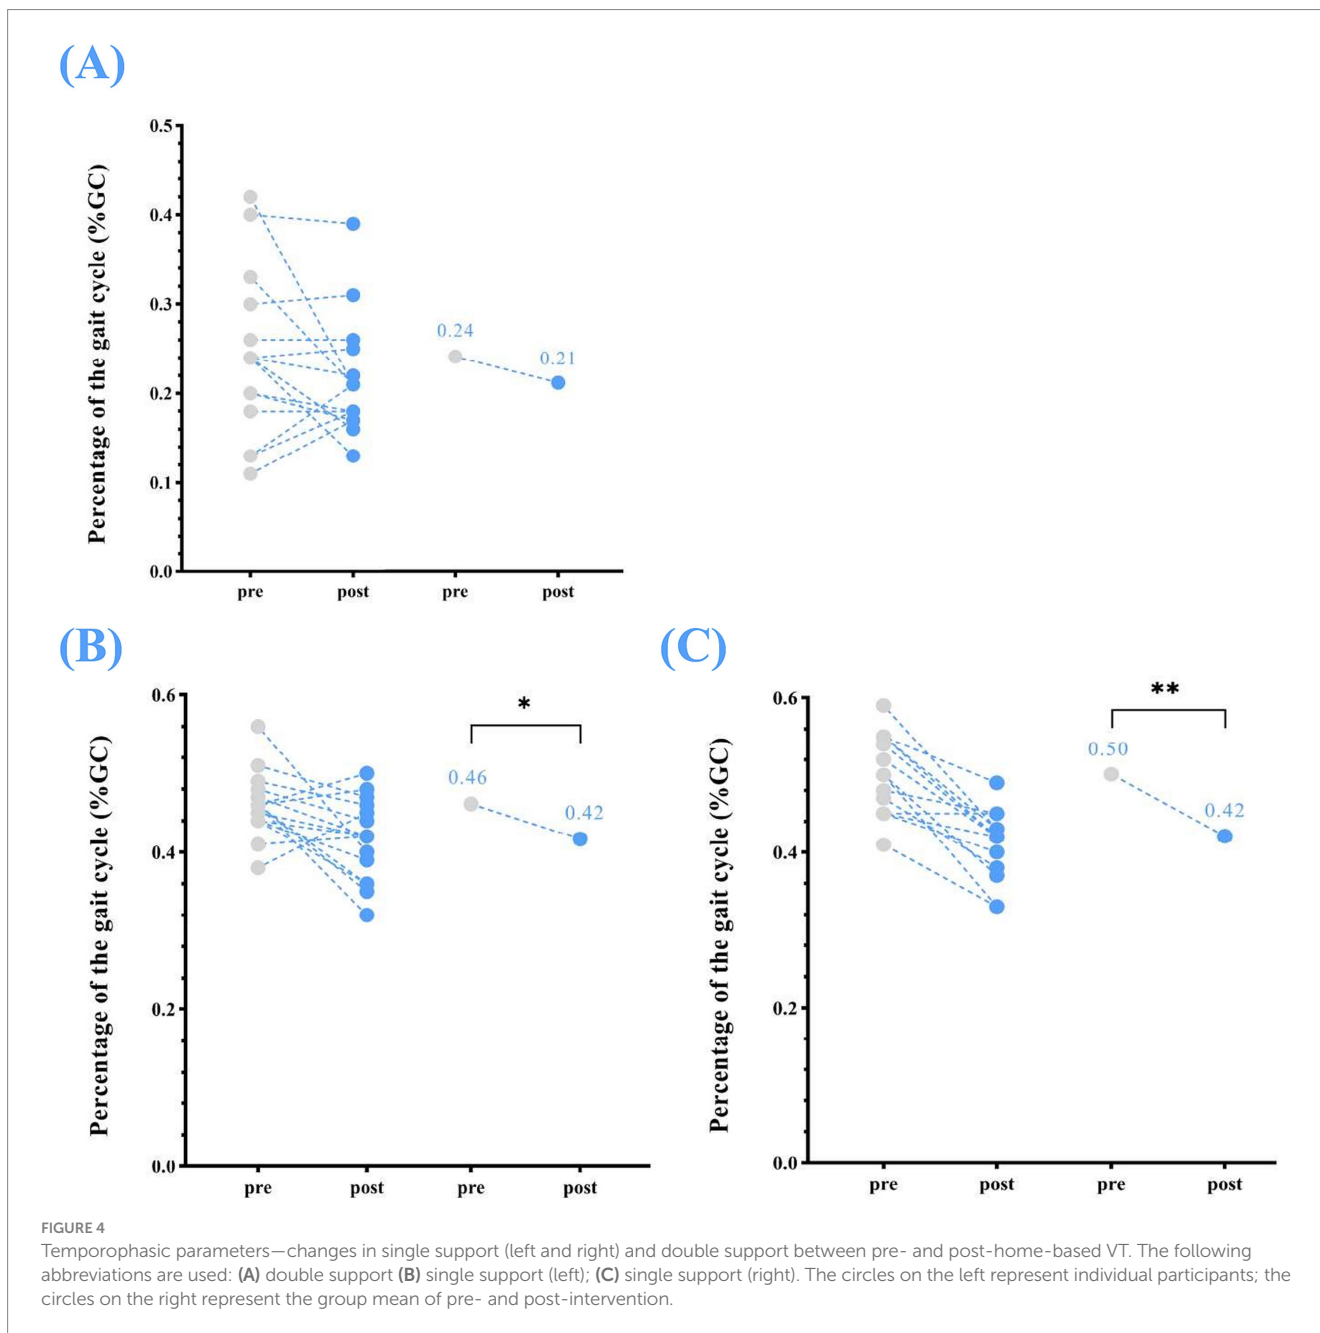 (A)
Percentage of the gait cycle (%GC)
0.5
0.4
0.3
0.2
0.1
0.0
0.24
0.21
pre
post
pre
post
(B)
Percentage of the gait cycle (%GC)
0.6
0.4
0.2
0.0
*
0.46
0.42
pre
post
pre
post
(C)
Percentage of the gait cycle (%GC)
0.6
0.4
0.2
0.0
**
0.50
0.42
pre
post
pre
post
FIGURE 4
Temporophasic parameters—changes in single support (left and right) and double support between pre- and post-home-based VT. The following
abbreviations are used: (A) double support (B) single support (left); (C) single support (right). The circles on the left represent individual participants; the
circles on the right represent the group mean of pre- and post-intervention.